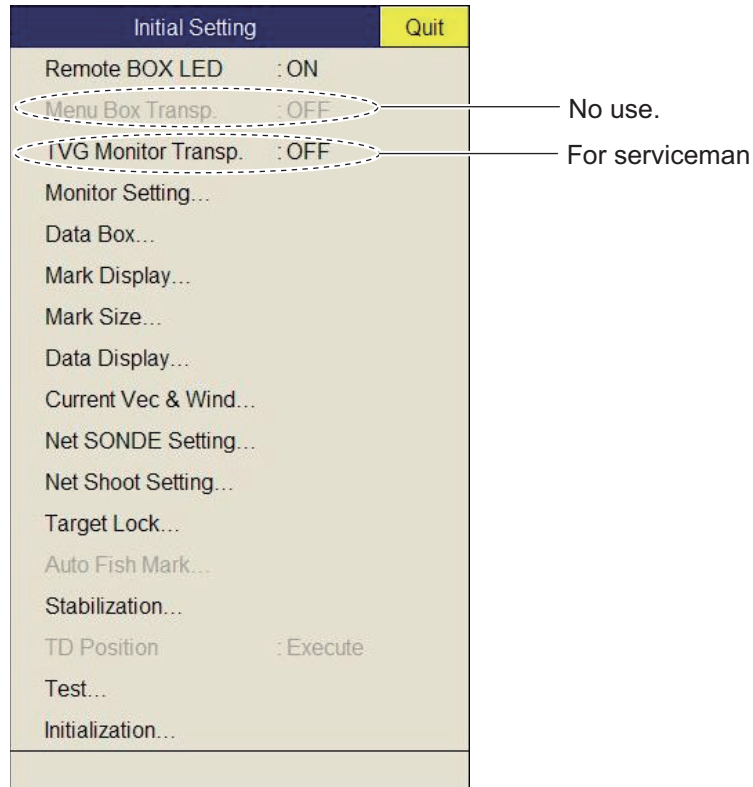 Initial Setting Quit
Remote BOX LED : ON
Menu Box Transp. : OFF No use.
TVG Monitor Transp. : OFF For serviceman
Monitor Setting...
Data Box...
Mark Display...
Mark Size...
Data Display...
Current Vec & Wind...
Net SONDE Setting...
Net Shoot Setting...
Target Lock...
Auto Fish Mark...
Stabilization...
TD Position : Execute
Test...
Initialization...